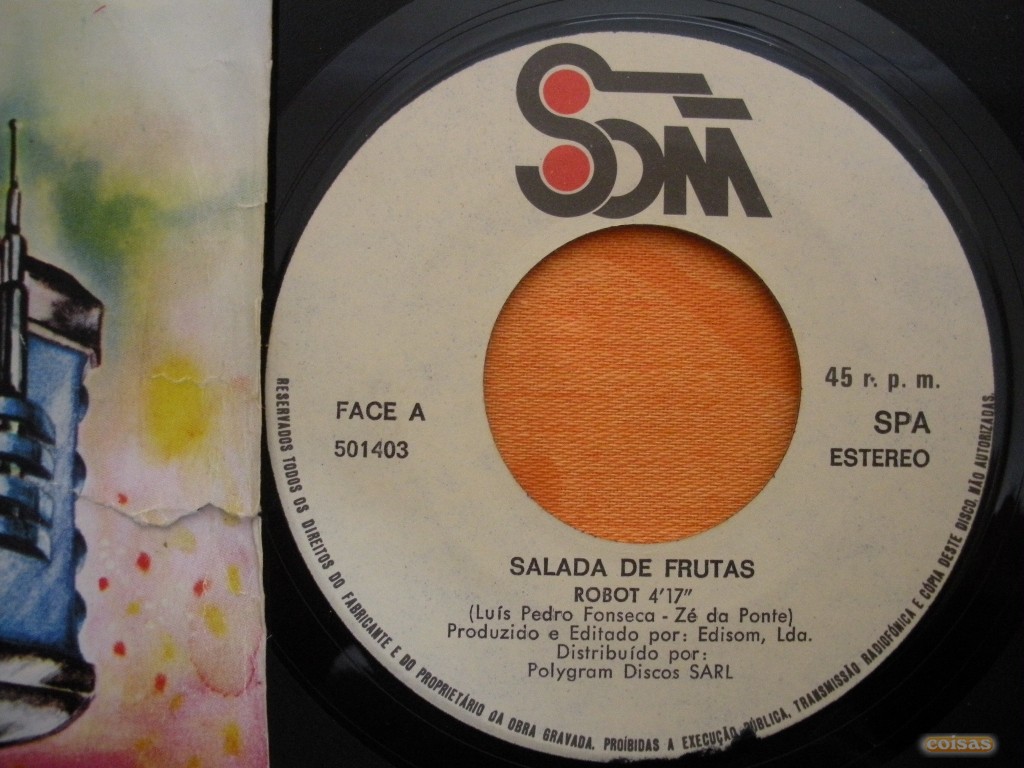 SOM
FACE A
501403
45 r. p. m.
SPA
ESTEREO
SALADA DE FRUTAS
ROBOT 4'17"
(Luís Pedro Fonseca - Zé da Ponte)
Produzido e Editado por: Edisom, Lda.
Distribuído por:
Polygram Discos SARL
RESERVADOS TODOS OS DIREITOS DO FABRICANTE E DO PROPRIETÁRIO DA OBRA GRAVADA. PROÍBIDAS A EXECUÇÃO PÚBLICA, TRANSMISSÃO RADIOFÓNICA E CÓPIA DESTE DISCO. NÃO AUTORIZADAS.
coisas